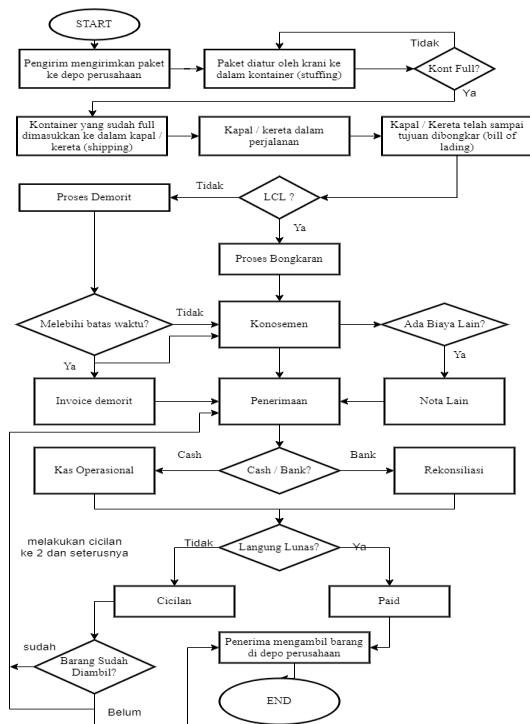 START
Pengirim mengirimkan paket
ke depo perusahaan
Paket diatur oleh krani ke
dalam kontainer (stuffing)
Tidak
Kont Full?
Ya
Kontainer yang sudah full
dimasukkan ke dalam kapal /
kereta (shipping)
Kapal / kereta dalam
perjalanan
Kapal / Kereta telah sampai
tujuan dibongkar (bill of
lading)
Proses Demorit
Tidak
LCL ?
Ya
Proses Bongkaran
Melebihi batas waktu?
Tidak
Konosemen
Ada Biaya Lain?
Ya
Ya
Invoice demorit
Penerimaan
Nota Lain
Kas Operasional
Cash
Cash / Bank?
Bank
Rekonsiliasi
melakukan cicilan
ke 2 dan seterusnya
Tidak
Langung Lunas?
Ya
Cicilan
Paid
sudah
Barang Sudah
Diambil?
Penerima mengambil barang
di depo perusahaan
Belum
END